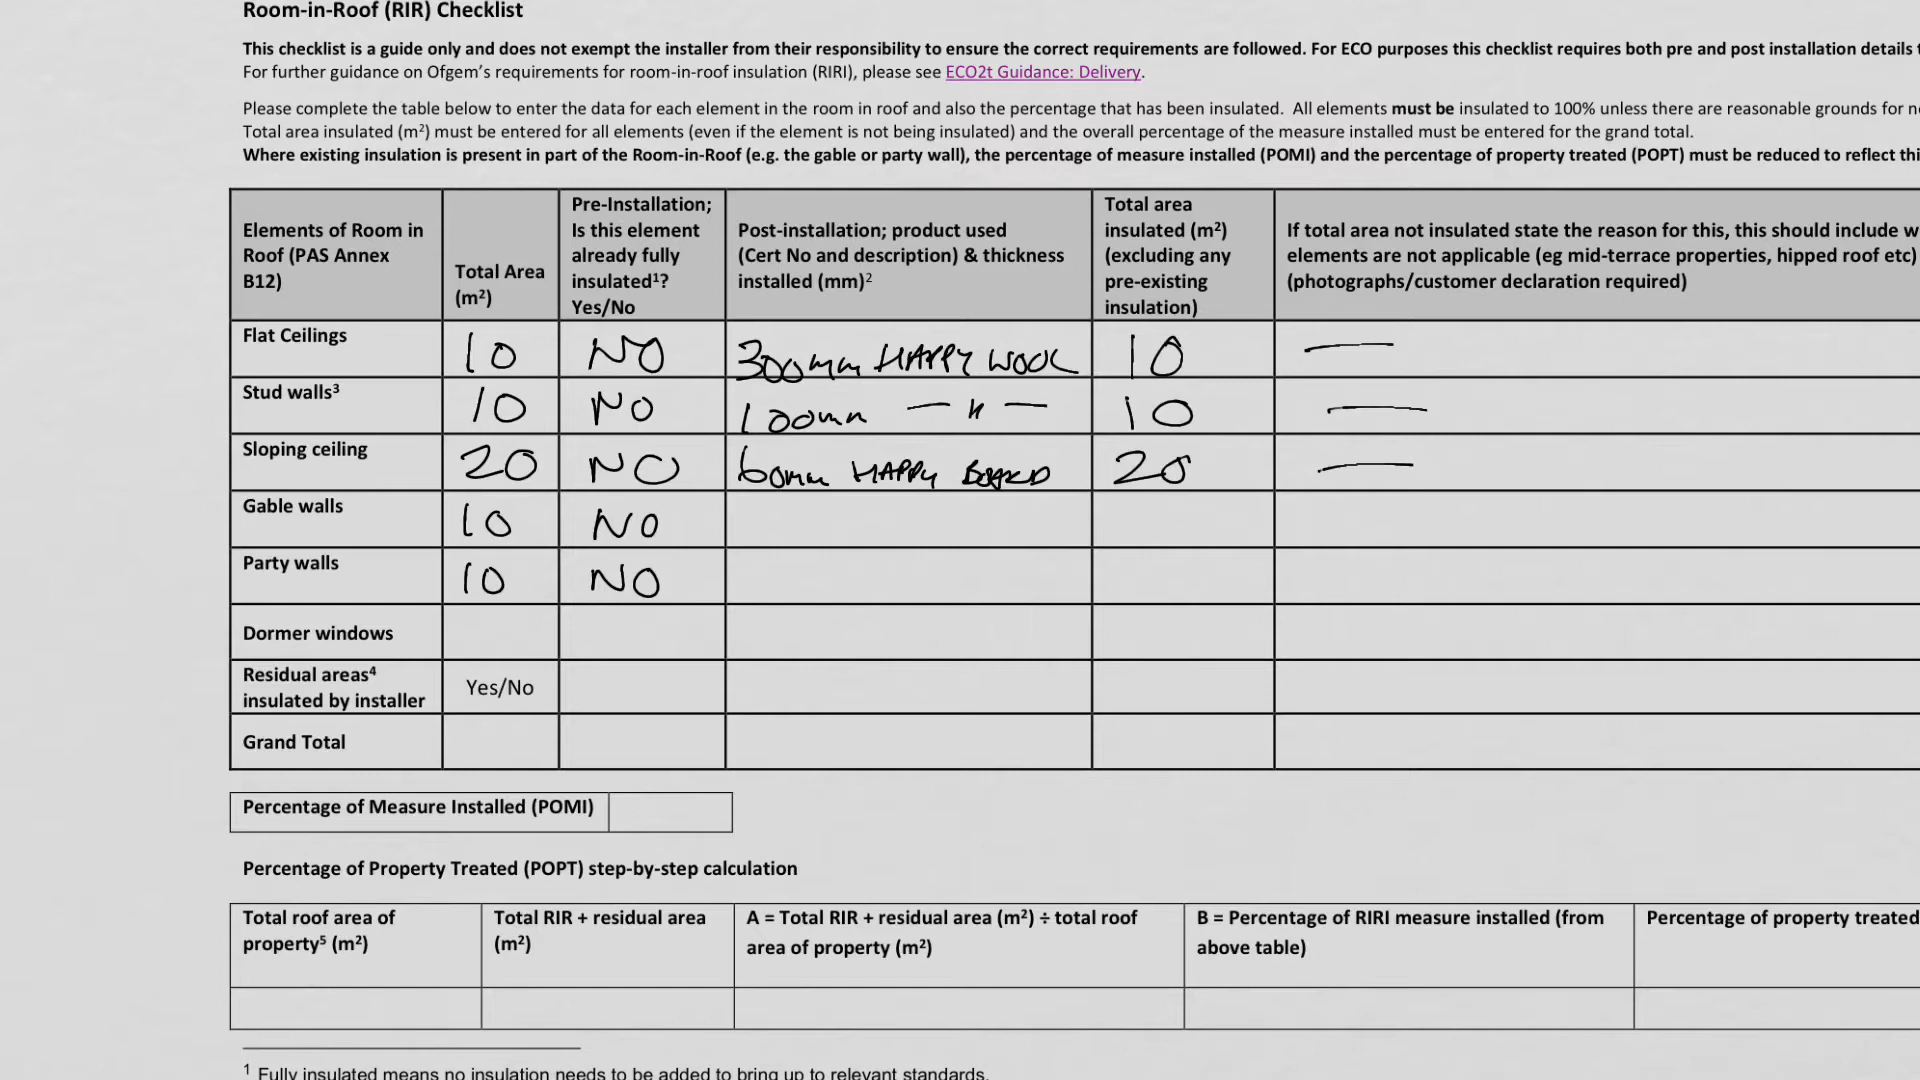 Room-in-Roof (RIR) Checklist
This checklist is a guide only and does not exempt the installer from their responsibility to ensure the correct requirements are followed. For ECO purposes this checklist requires both pre and post installation details
For further guidance on Ofgem's requirements for room-in-roof insulation (RIRI), please see ECO2t Guidance: Delivery.
Please complete the table below to enter the data for each element in the room in roof and also the percentage that has been insulated. All elements must be insulated to 100% unless there are reasonable grounds for
Total area insulated (m²) must be entered for all elements (even if the element is not being insulated) and the overall percentage of the measure installed must be entered for the grand total.
Where existing insulation is present in part of the Room-in-Roof (e.g. the gable or party wall), the percentage of measure installed (POMI) and the percentage of property treated (POPT) must be reduced to reflect
Elements of Room in
Roof (PAS Annex
B12)
Total Area
(m²)
Pre-Installation;
Is this element
already fully
insulated¹?
Yes/No
Post-installation; product used
(Cert No and description) & thickness
installed (mm)²
Total area
insulated (m²)
(excluding any
pre-existing
insulation)
If total area not insulated state the reason for this, this should include
elements are not applicable (eg mid-terrace properties, hipped roof etc)
(photographs/customer declaration required)
Flat Ceilings 10 NO 300mm HAPPY WOOL 10 —
Stud walls³ 10 NO 100mm — " — 10 —
Sloping ceiling 20 NO 60mm HAPPY BOARD 20 —
Gable walls 10 NO
Party walls 10 NO
Dormer windows
Residual areas⁴
insulated by installer
Yes/No
Grand Total
Percentage of Measure Installed (POMI)
Percentage of Property Treated (POPT) step-by-step calculation
Total roof area of
property⁵ (m²)
Total RIR + residual area
(m²)
A = Total RIR + residual area (m²) ÷ total roof
area of property (m²)
B = Percentage of RIRI measure installed (from
above table)
Percentage of property treated
¹ Fully insulated means no insulation needs to be added to bring up to relevant standards.